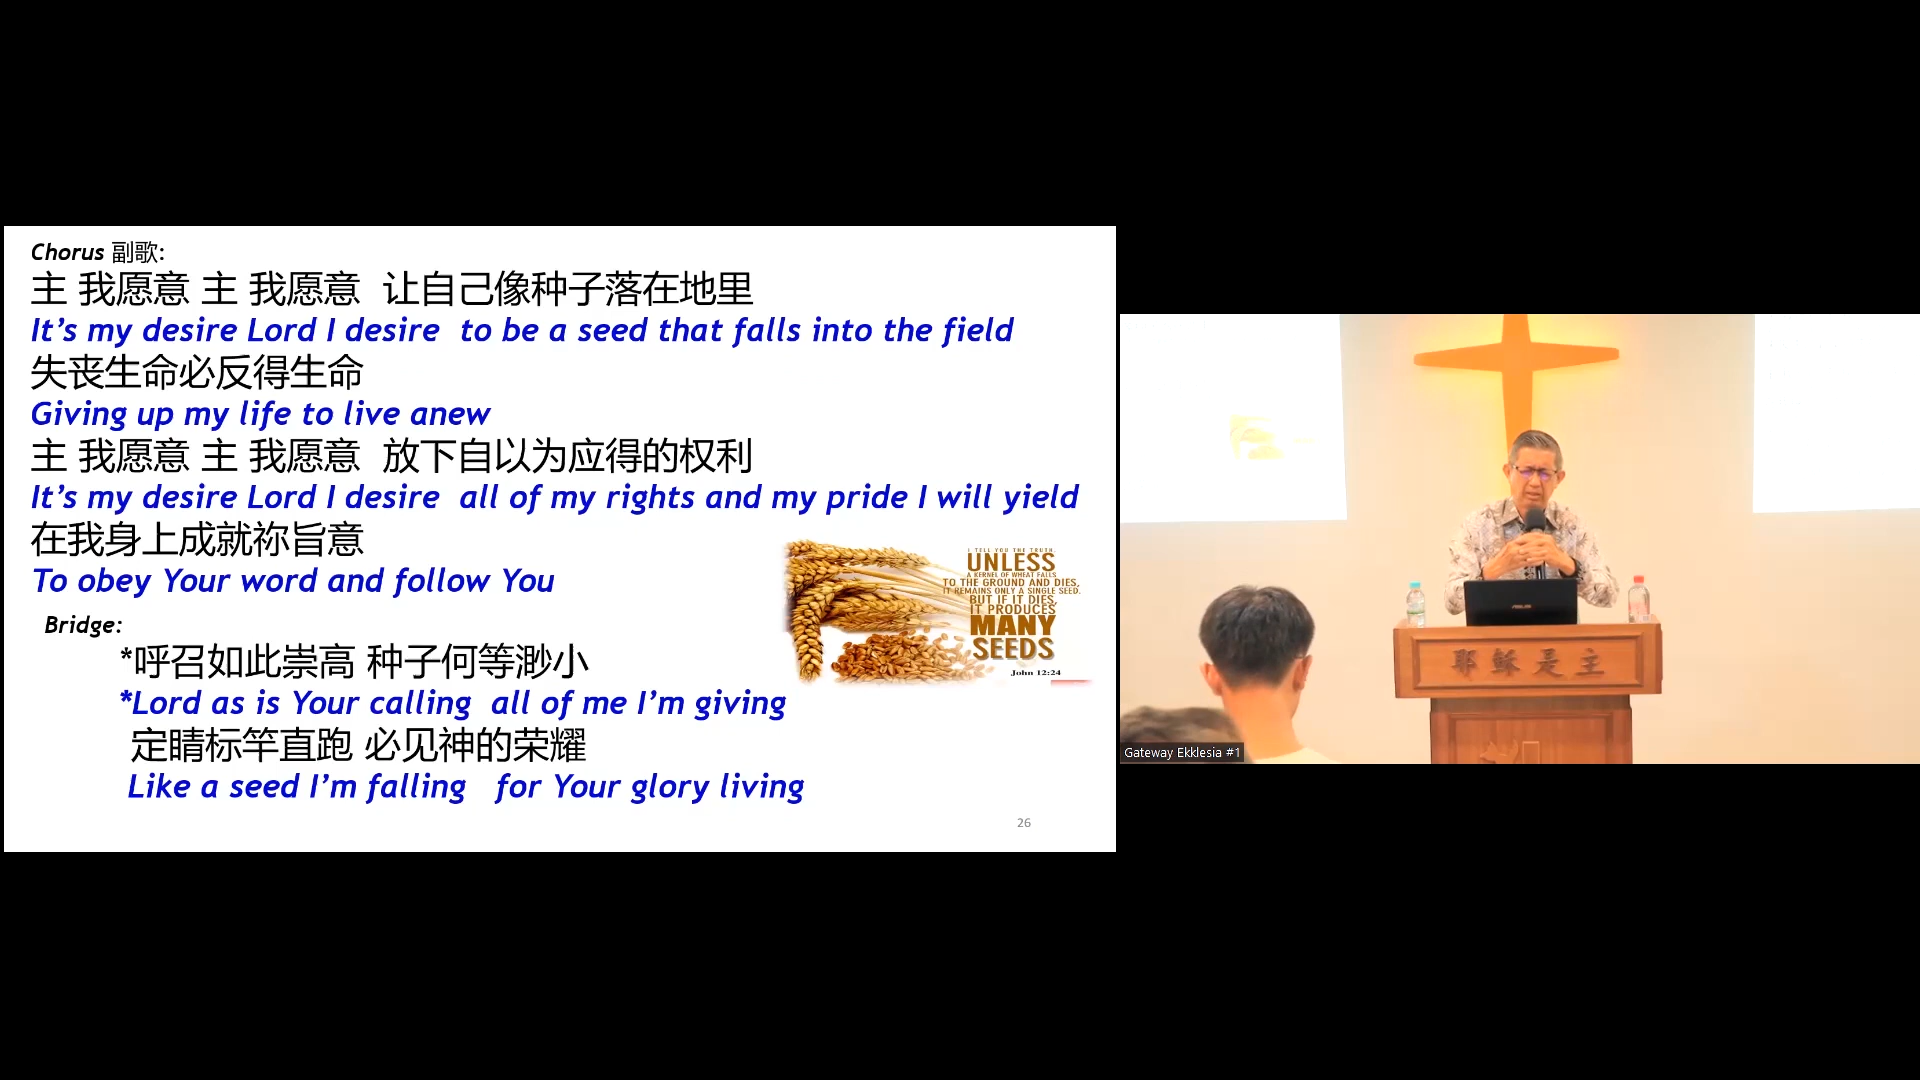 Chorus 副歌:
主 我愿意 主 我愿意 让自己像种子落在地里
It's my desire Lord I desire to be a seed that falls into the field
失丧生命必反得生命
Giving up my life to live anew
主 我愿意 主 我愿意 放下自以为应得的权利
It's my desire Lord I desire all of my rights and my pride I will yield
在我身上成就祢旨意
To obey Your word and follow You
Bridge:
*呼召如此崇高 种子何等渺小
*Lord as is Your calling all of me I'm giving
定睛标竿直跑 必见神的荣耀
Like a seed I'm falling for Your glory living
I TELL YOU THE TRUTH,
UNLESS
A KERNEL OF WHEAT FALLS
TO THE GROUND AND DIES,
IT REMAINS ONLY A SINGLE SEED.
BUT IF IT DIES,
IT PRODUCES
MANY
SEEDS
John 12:24
26
耶稣是主
Gateway Ekklesia #1